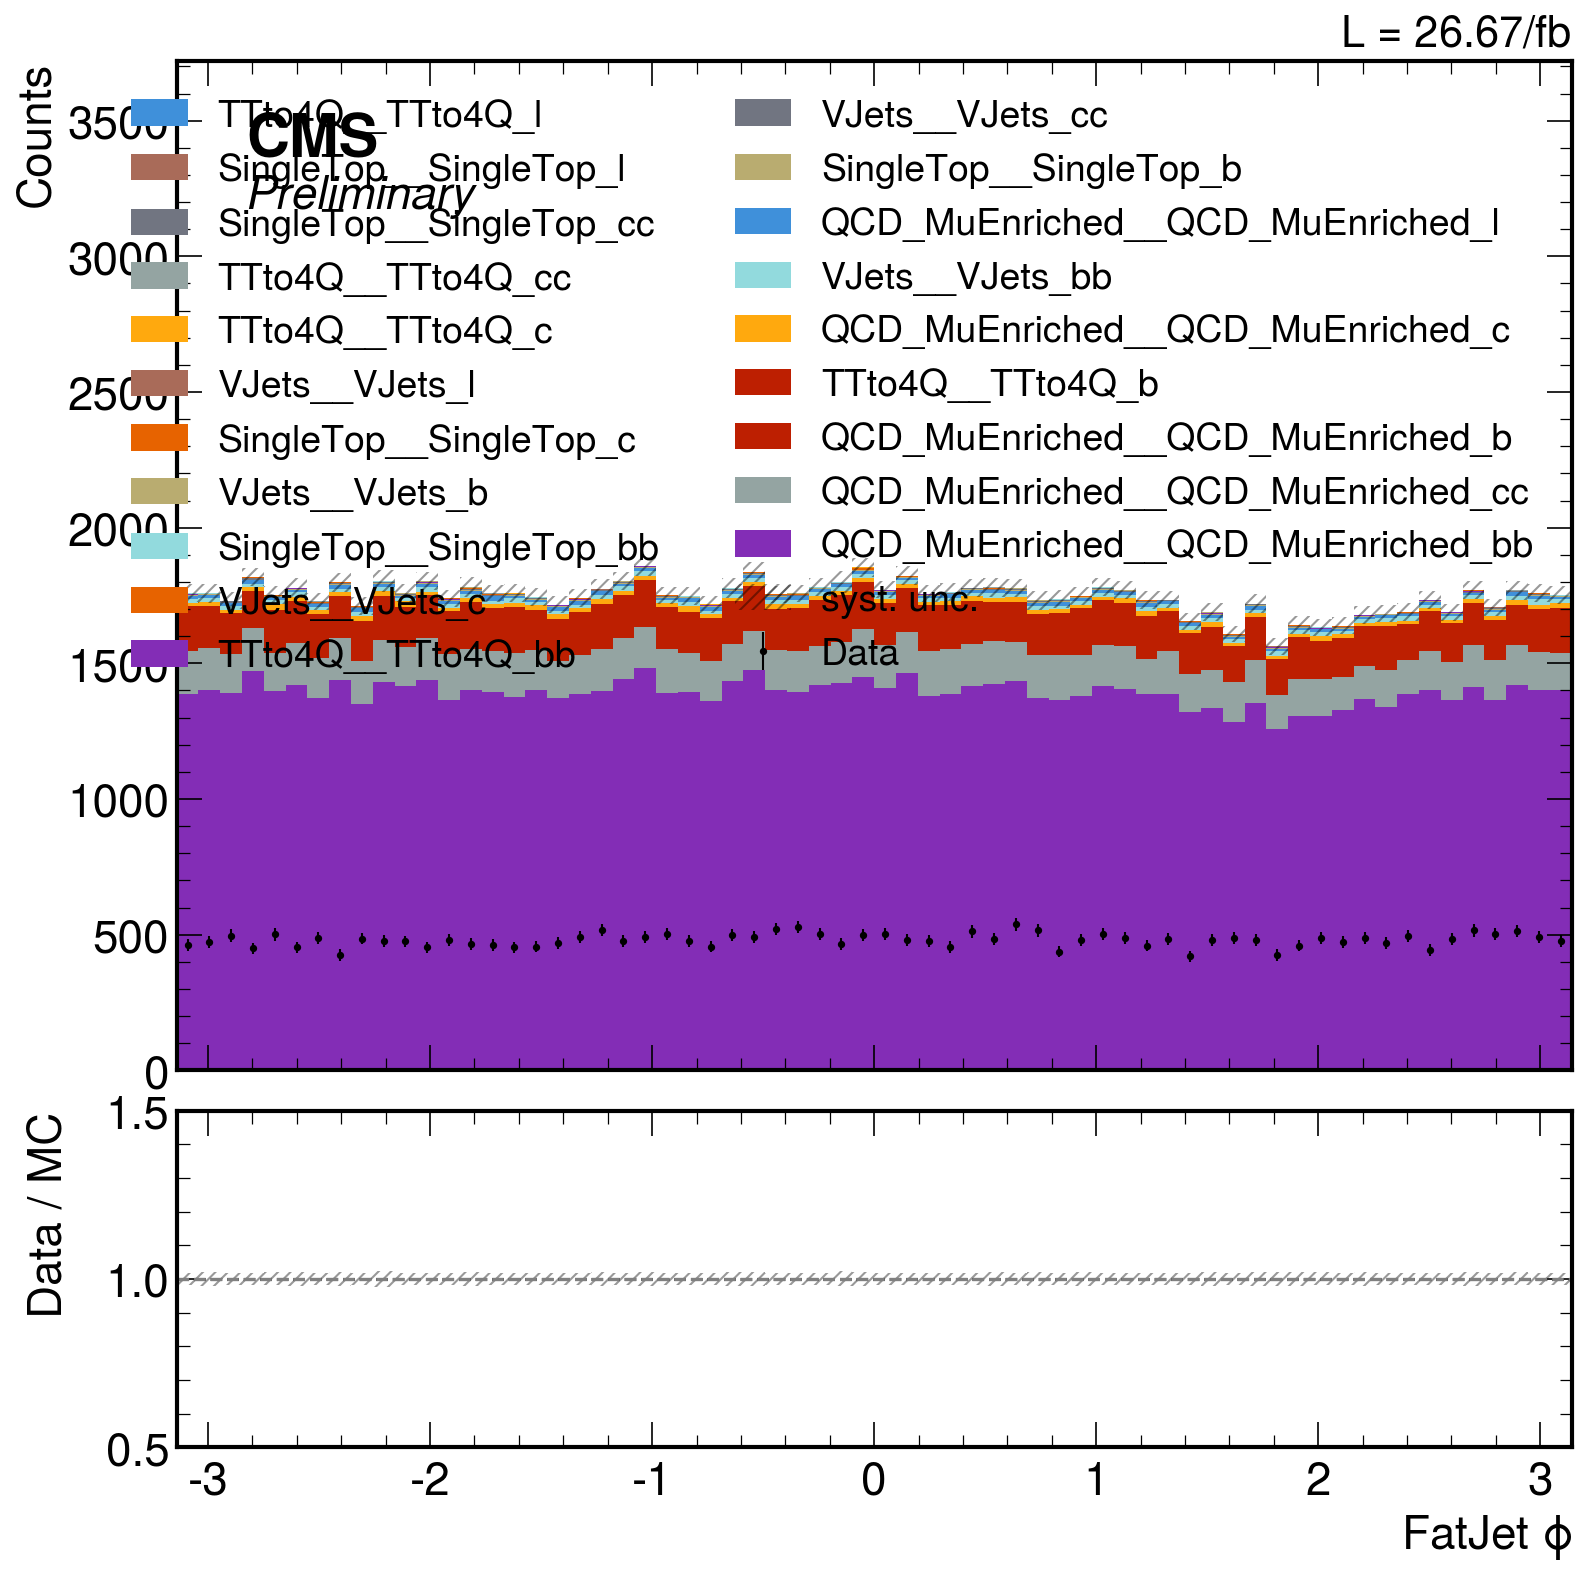 L = 26.67/fb
Counts
3500
3000
2500
2000
1500
1000
500
0
CMS
Preliminary
TTto4Q__TTto4Q_l
SingleTop__SingleTop_l
SingleTop__SingleTop_cc
TTto4Q__TTto4Q_cc
TTto4Q__TTto4Q_c
VJets__VJets_l
SingleTop__SingleTop_c
VJets__VJets_b
SingleTop__SingleTop_bb
VJets__VJets_c
TTto4Q__TTto4Q_bb
VJets__VJets_cc
SingleTop__SingleTop_b
QCD_MuEnriched__QCD_MuEnriched_l
VJets__VJets_bb
QCD_MuEnriched__QCD_MuEnriched_c
TTto4Q__TTto4Q_b
QCD_MuEnriched__QCD_MuEnriched_b
QCD_MuEnriched__QCD_MuEnriched_cc
QCD_MuEnriched__QCD_MuEnriched_bb
syst. unc.
Data
Data / MC
1.5
1.0
0.5
-3 -2 -1 0 1 2 3
FatJet ϕ